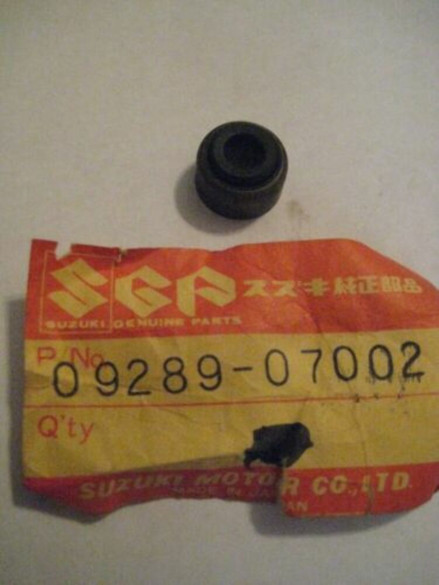 SGP スズキ純正部品
SUZUKI GENUINE PARTS
P/No.
09289-07002
Q'ty
SUZUKI MOTOR CO., LTD.
MADE IN JAPAN